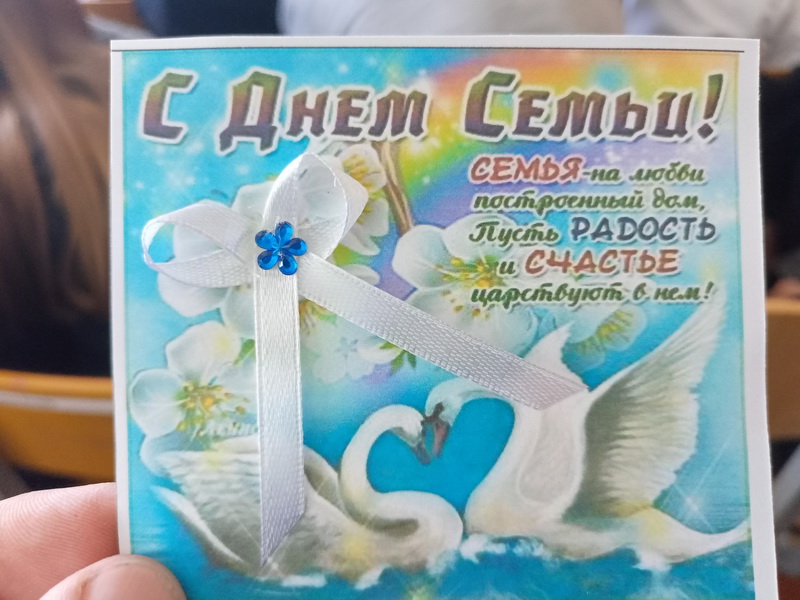 С Днем Семьи!
СЕМЬЯ-на любви
построенный дом,
Пусть РАДОСТЬ
и СЧАСТЬЕ
царствуют в нем!